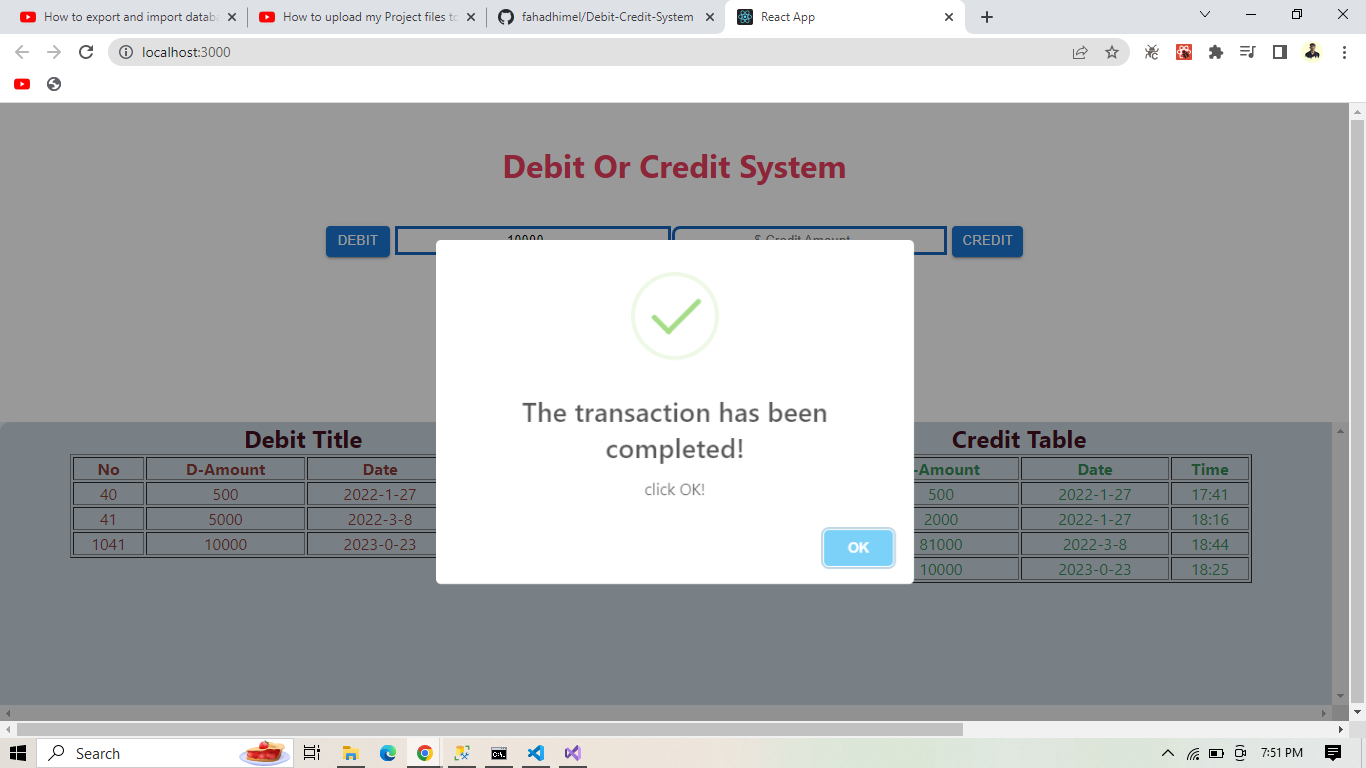 How to export and import databa
How to upload my Project files to
fahadhimel/Debit-Credit-System
React App
localhost:3000
Debit Or Credit System
DEBIT
10000
$ Credit Amount
CREDIT
The transaction has been
completed!
click OK!
OK
Debit Title
No D-Amount Date
40 500 2022-1-27
41 5000 2022-3-8
1041 10000 2023-0-23
Credit Table
-Amount Date Time
500 2022-1-27 17:41
2000 2022-1-27 18:16
81000 2022-3-8 18:44
10000 2023-0-23 18:25
Search
7:51 PM